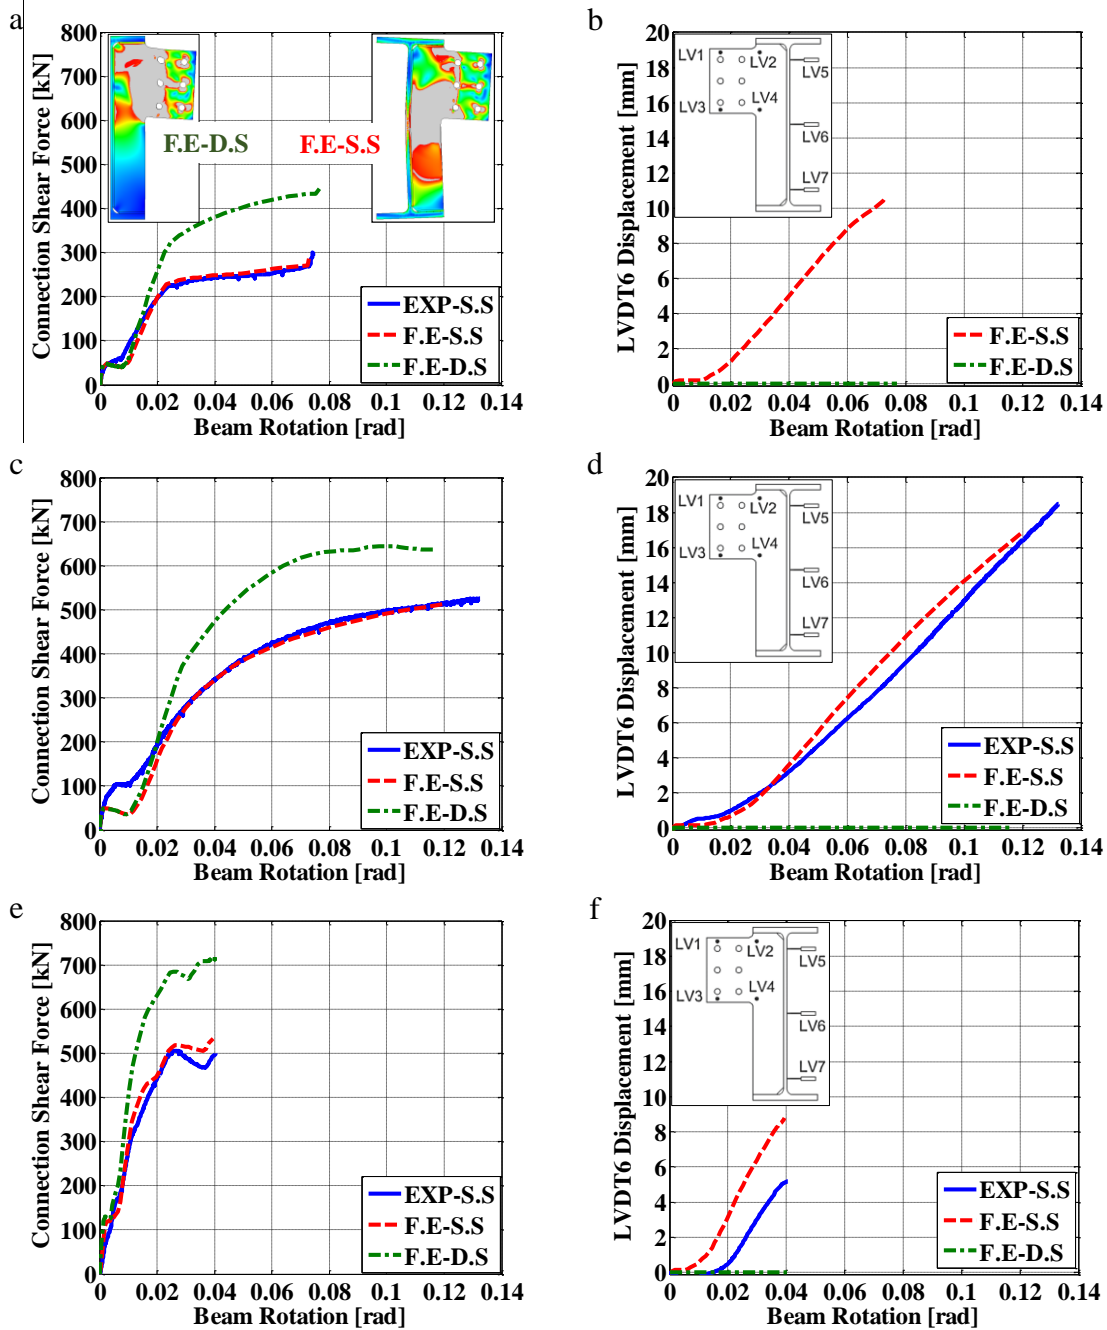 a
Connection Shear Force [kN]
800
700
600
500
400
300
200
100
0
F.E-D.S
F.E-S.S
EXP-S.S
F.E-S.S
F.E-D.S
0 0.02 0.04 0.06 0.08 0.1 0.12 0.14
Beam Rotation [rad]
b
LVDT6 Displacement [mm]
20
18
16
14
12
10
8
6
4
2
0
LV1
LV2
LV5
LV3
LV4
LV6
LV7
F.E-S.S
F.E-D.S
0 0.02 0.04 0.06 0.08 0.1 0.12 0.14
Beam Rotation [rad]
c
Connection Shear Force [kN]
800
700
600
500
400
300
200
100
0
EXP-S.S
F.E-S.S
F.E-D.S
0 0.02 0.04 0.06 0.08 0.1 0.12 0.14
Beam Rotation [rad]
d
LVDT6 Displacement [mm]
20
18
16
14
12
10
8
6
4
2
0
LV1
LV2
LV5
LV3
LV4
LV6
LV7
EXP-S.S
F.E-S.S
F.E-D.S
0 0.02 0.04 0.06 0.08 0.1 0.12 0.14
Beam Rotation [rad]
e
Connection Shear Force [kN]
800
700
600
500
400
300
200
100
0
EXP-S.S
F.E-S.S
F.E-D.S
0 0.02 0.04 0.06 0.08 0.1 0.12 0.14
Beam Rotation [rad]
f
LVDT6 Displacement [mm]
20
18
16
14
12
10
8
6
4
2
0
LV1
LV2
LV5
LV3
LV4
LV6
LV7
EXP-S.S
F.E-S.S
F.E-D.S
0 0.02 0.04 0.06 0.08 0.1 0.12 0.14
Beam Rotation [rad]